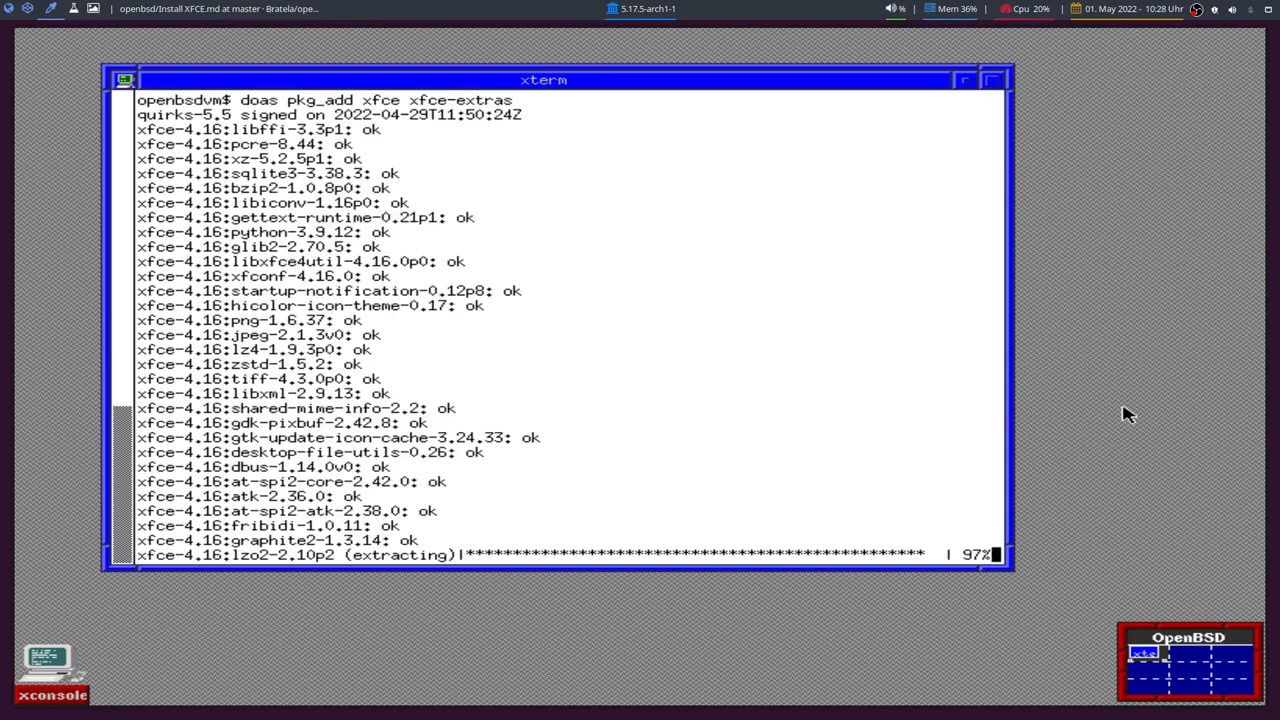 openbsd/Install XFCE.md at master · Bratela/ope...
5.17.5-arch1-1
%
Mem 36%
Cpu 20%
01. May 2022 - 10:28 Uhr
xterm
openbsdvm$ doas pkg_add xfce xfce-extras
quirks-5.5 signed on 2022-04-29T11:50:24Z
xfce-4.16:libffi-3.3p1: ok
xfce-4.16:pcre-8.44: ok
xfce-4.16:xz-5.2.5p1: ok
xfce-4.16:sqlite3-3.38.3: ok
xfce-4.16:bzip2-1.0.8p0: ok
xfce-4.16:libiconv-1.16p0: ok
xfce-4.16:gettext-runtime-0.21p1: ok
xfce-4.16:python-3.9.12: ok
xfce-4.16:glib2-2.70.5: ok
xfce-4.16:libxfce4util-4.16.0p0: ok
xfce-4.16:xfconf-4.16.0: ok
xfce-4.16:startup-notification-0.12p8: ok
xfce-4.16:hicolor-icon-theme-0.17: ok
xfce-4.16:png-1.6.37: ok
xfce-4.16:jpeg-2.1.3v0: ok
xfce-4.16:lz4-1.9.3p0: ok
xfce-4.16:zstd-1.5.2: ok
xfce-4.16:tiff-4.3.0p0: ok
xfce-4.16:libxml-2.9.13: ok
xfce-4.16:shared-mime-info-2.2: ok
xfce-4.16:gdk-pixbuf-2.42.8: ok
xfce-4.16:gtk-update-icon-cache-3.24.33: ok
xfce-4.16:desktop-file-utils-0.26: ok
xfce-4.16:dbus-1.14.0v0: ok
xfce-4.16:at-spi2-core-2.42.0: ok
xfce-4.16:atk-2.36.0: ok
xfce-4.16:at-spi2-atk-2.38.0: ok
xfce-4.16:fribidi-1.0.11: ok
xfce-4.16:graphite2-1.3.14: ok
xfce-4.16:lzo2-2.10p2 (extracting)|************************************************* | 97%
xconsole
OpenBSD
xte